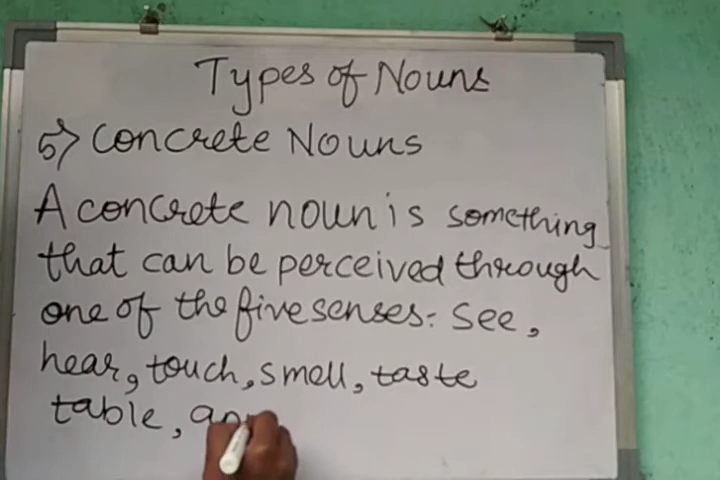 Types of Nouns
5) Concrete Nouns
A concrete noun is something
that can be perceived through
one of the five senses: see,
hear, touch, smell, taste
table,